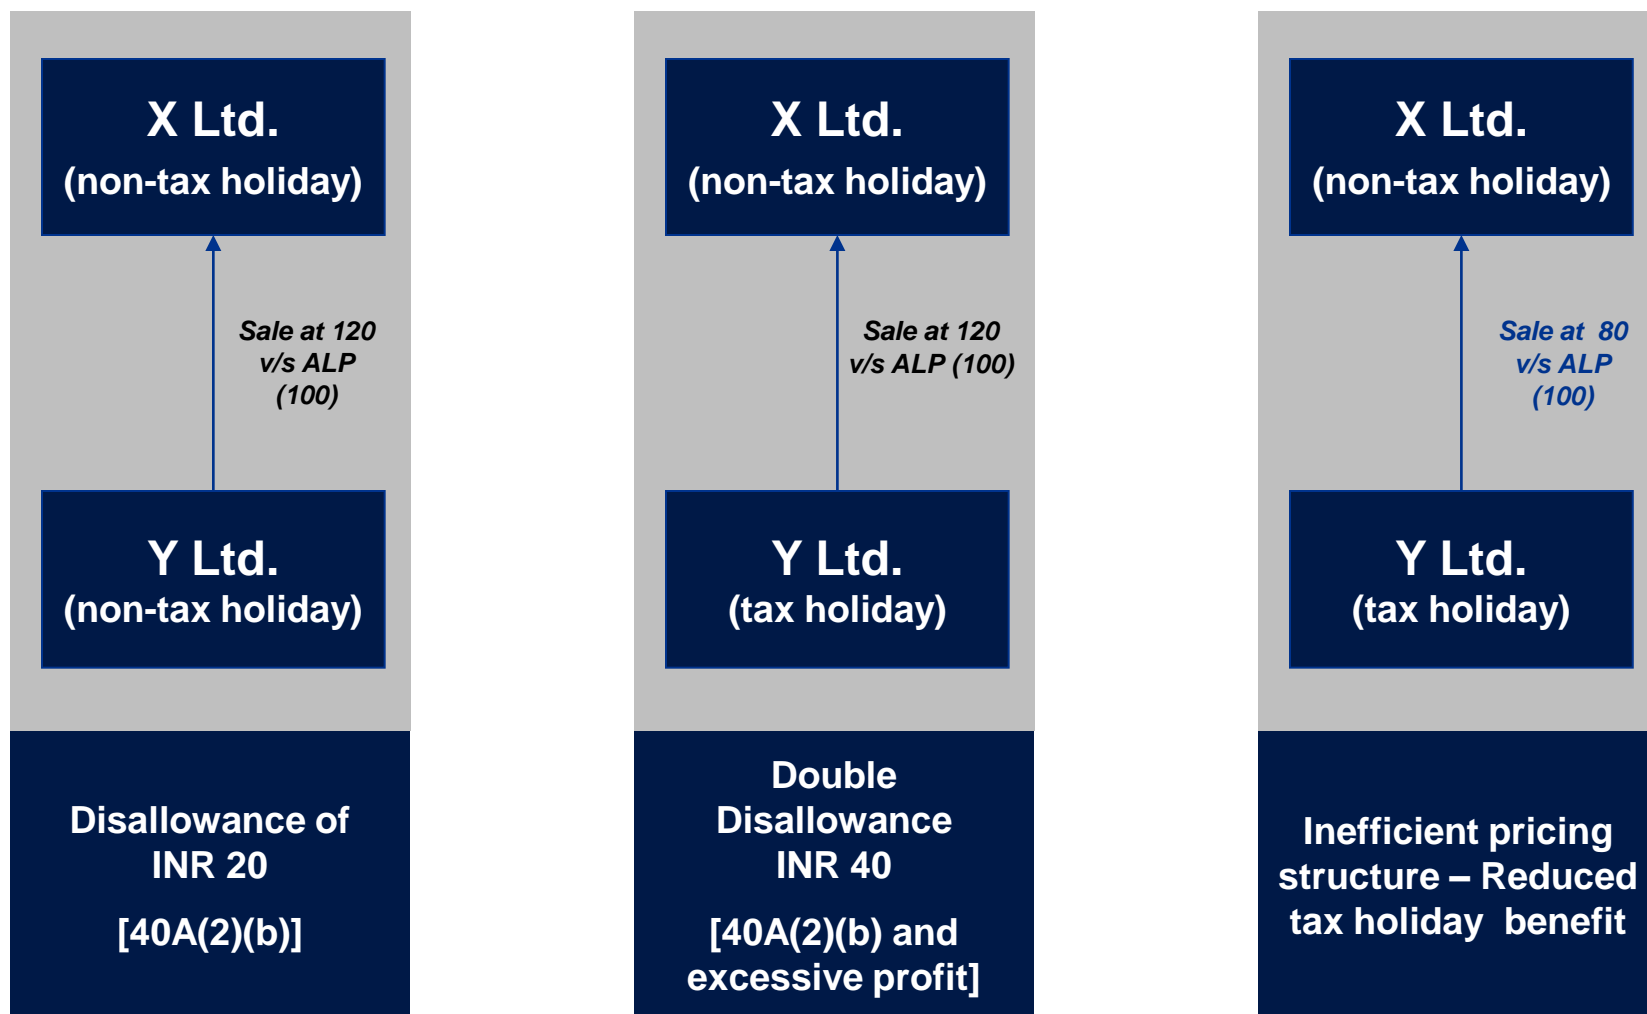 X Ltd.
(non-tax holiday)
Sale at 120
v/s ALP
(100)
Y Ltd.
(non-tax holiday)
Disallowance of
INR 20
[40A(2)(b)]
X Ltd.
(non-tax holiday)
Sale at 120
v/s ALP (100)
Y Ltd.
(tax holiday)
Double
Disallowance
INR 40
[40A(2)(b) and
excessive profit]
X Ltd.
(non-tax holiday)
Sale at 80
v/s ALP
(100)
Y Ltd.
(tax holiday)
Inefficient pricing
structure – Reduced
tax holiday benefit